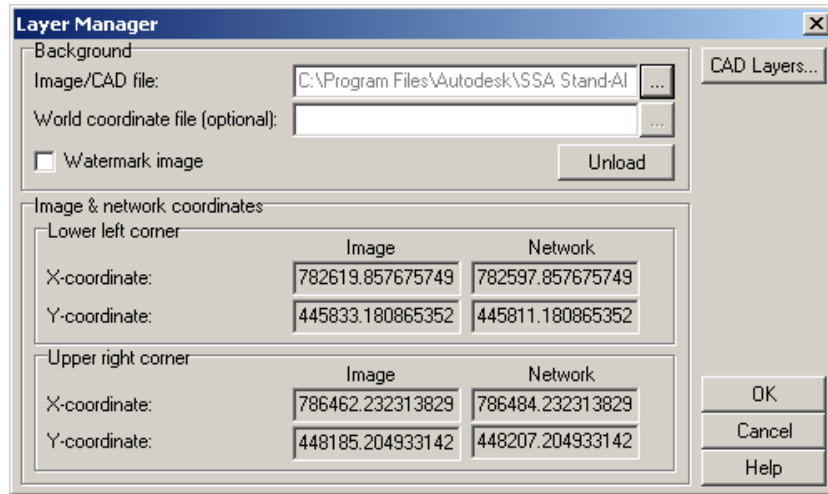 Layer Manager
Background
Image/CAD file: C:\Program Files\Autodesk\SSA Stand-Al ... CAD Layers...
World coordinate file (optional): ...
Watermark image Unload
Image & network coordinates
Lower left corner
Image Network
X-coordinate: 782619.857675749 782597.857675749
Y-coordinate: 445833.180865352 445811.180865352
Upper right corner
Image Network
X-coordinate: 786462.232313829 786484.232313829 OK
Y-coordinate: 448185.204933142 448207.204933142 Cancel
Help